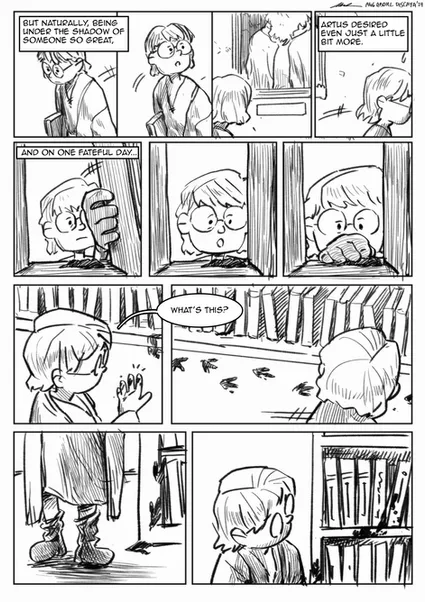 BUT NATURALLY, BEING
UNDER THE SHADOW OF
SOMEONE SO GREAT,
ARTUS DESIRED
EVEN JUST A LITTLE
BIT MORE.
AND ON ONE FATEFUL DAY...
WHAT'S THIS?